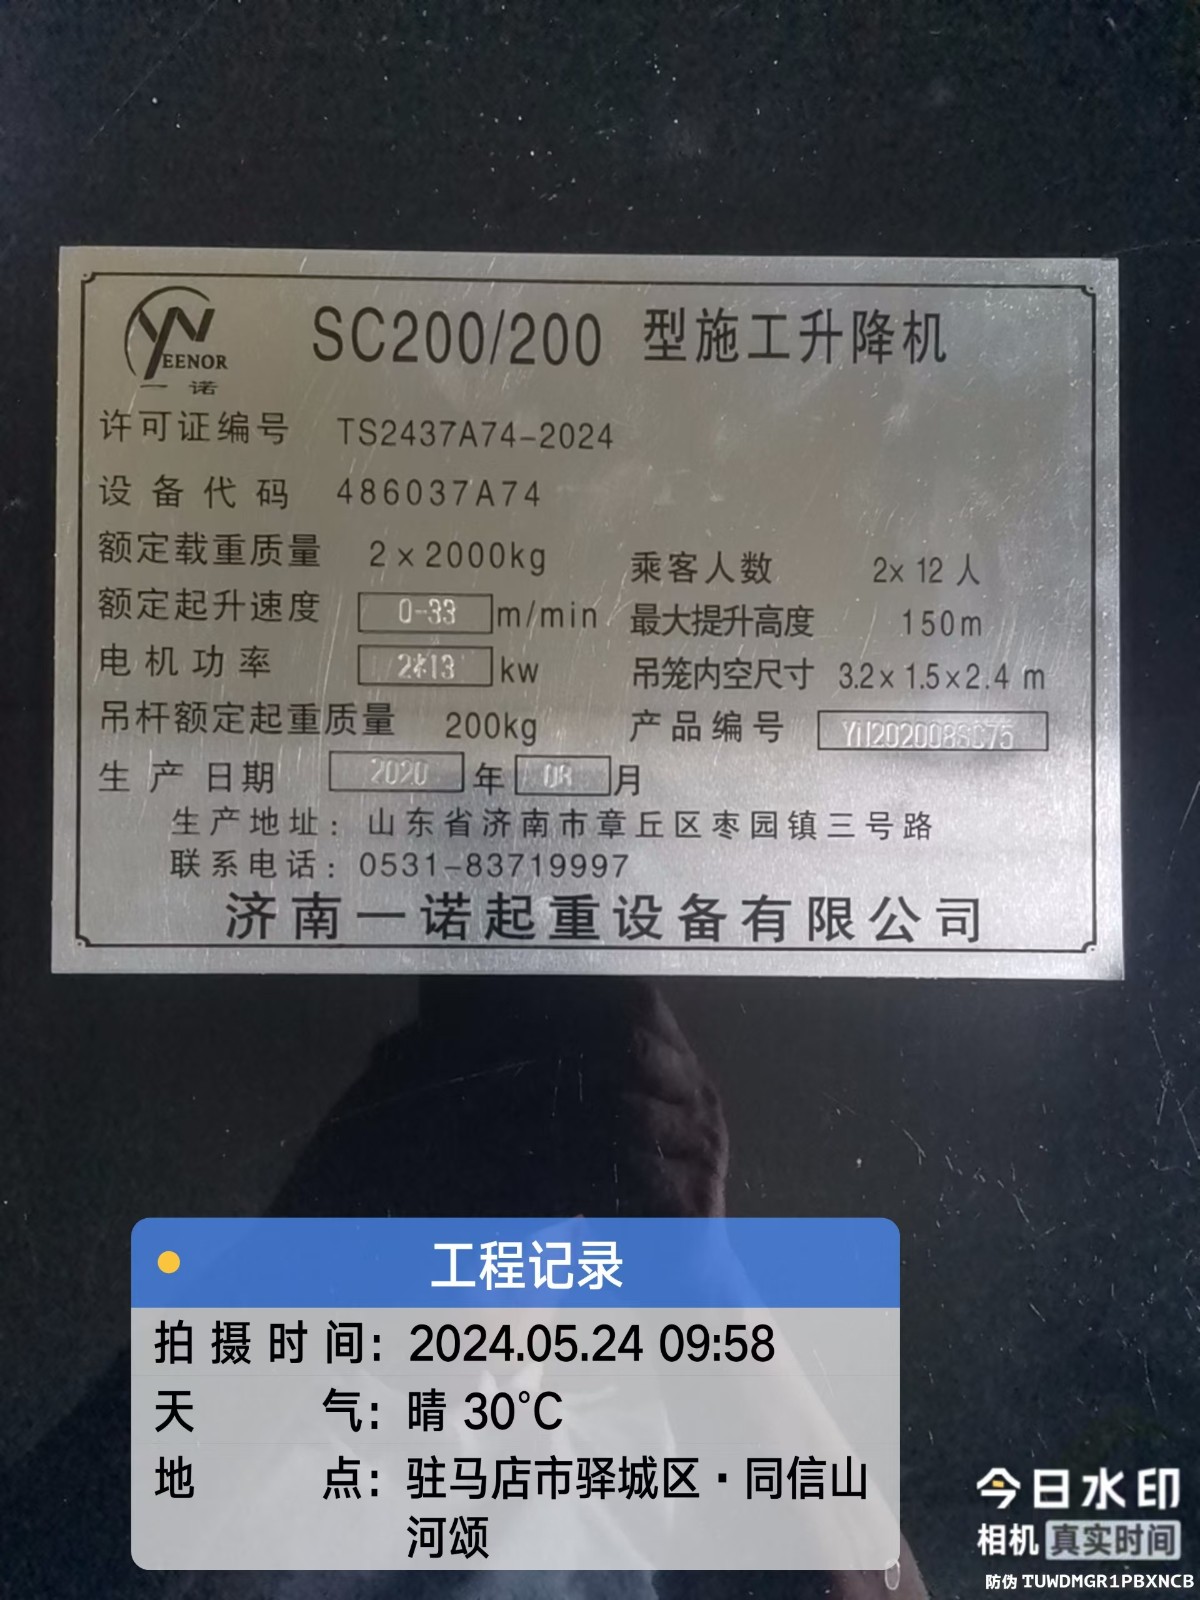 YN
YEENOR
一诺
SC200/200 型施工升降机
许可证编号 TS2437A74-2024
设备代码 486037A74
额定载重质量 2×2000kg 乘客人数 2×12人
额定起升速度 0-33 m/min 最大提升高度 150m
电机功率 2*13 kw 吊笼内空尺寸 3.2×1.5×2.4 m
吊杆额定起重质量 200kg 产品编号 YN202008SC75
生产日期 2020 年 08 月
生产地址：山东省济南市章丘区枣园镇三号路
联系电话：0531-83719997
济南一诺起重设备有限公司
工程记录
拍摄时间：2024.05.24 09:58
天气：晴 30℃
地点：驻马店市驿城区·同信山
河颂
今日水印
相机 真实时间
防伪 TUWDMGR1PBXNCB